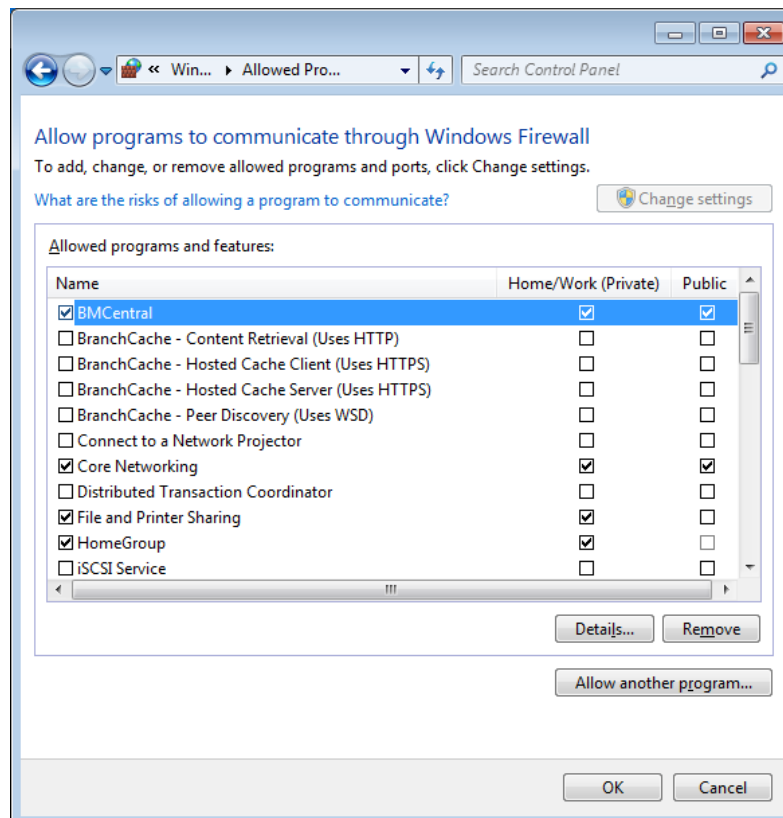 « Win... Allowed Pro... Search Control Panel
Allow programs to communicate through Windows Firewall
To add, change, or remove allowed programs and ports, click Change settings.
What are the risks of allowing a program to communicate? Change settings
Allowed programs and features:
Name Home/Work (Private) Public
BMCentral
BranchCache - Content Retrieval (Uses HTTP)
BranchCache - Hosted Cache Client (Uses HTTPS)
BranchCache - Hosted Cache Server (Uses HTTPS)
BranchCache - Peer Discovery (Uses WSD)
Connect to a Network Projector
Core Networking
Distributed Transaction Coordinator
File and Printer Sharing
HomeGroup
iSCSI Service
Details... Remove
Allow another program...
OK Cancel